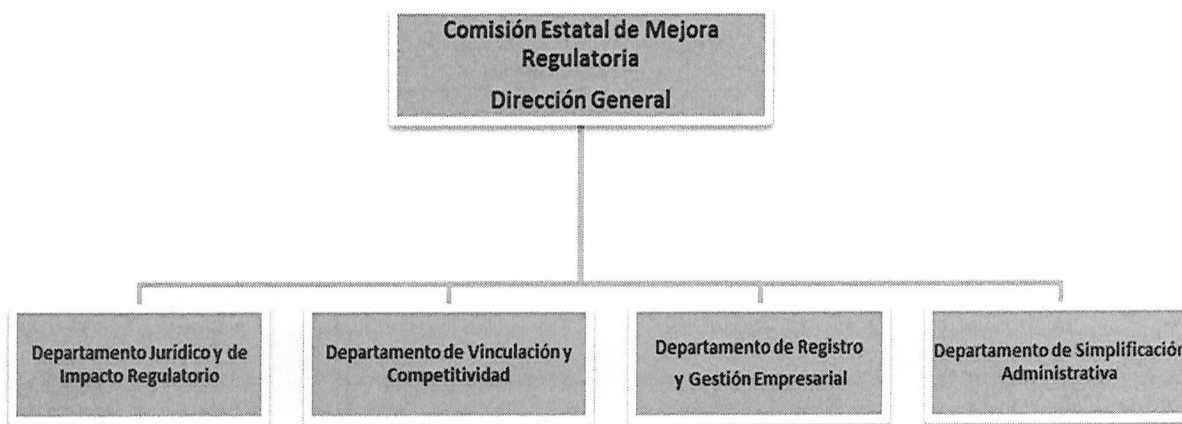 Comisión Estatal de Mejora
Regulatoria
Dirección General
Departamento Jurídico y de
Impacto Regulatorio
Departamento de Vinculación y
Competitividad
Departamento de Registro
y Gestión Empresarial
Departamento de Simplificación
Administrativa